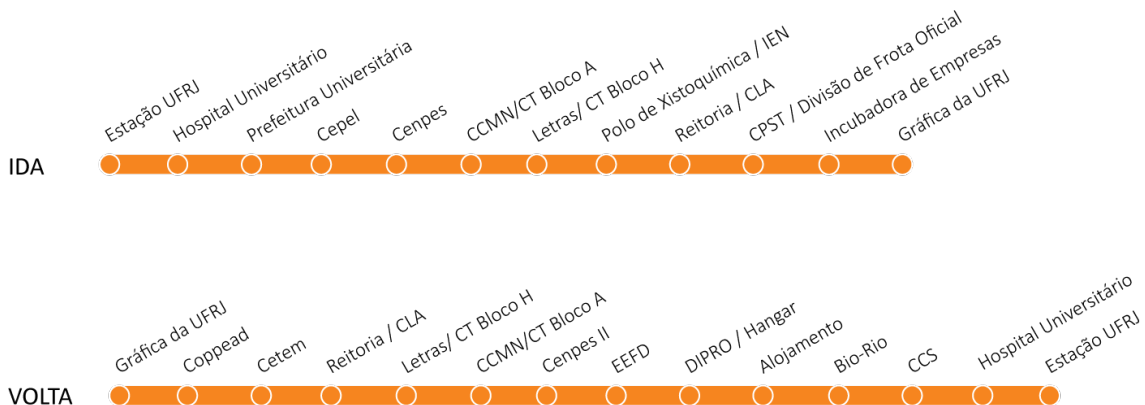 Estação UFRJ
Hospital Universitário
Prefeitura Universitária
Cepel
Cenpes
CCMN/CT Bloco A
Letras/ CT Bloco H
Polo de Xistoquímica / IEN
Reitoria / CLA
CPST / Divisão de Frota Oficial
Incubadora de Empresas
Gráfica da UFRJ
IDA
Gráfica da UFRJ
Coppead
Cetem
Reitoria / CLA
Letras/ CT Bloco H
CCMN/CT Bloco A
Cenpes II
EEFD
DIPRO / Hangar
Alojamento
Bio-Rio
CCS
Hospital Universitário
Estação UFRJ
VOLTA